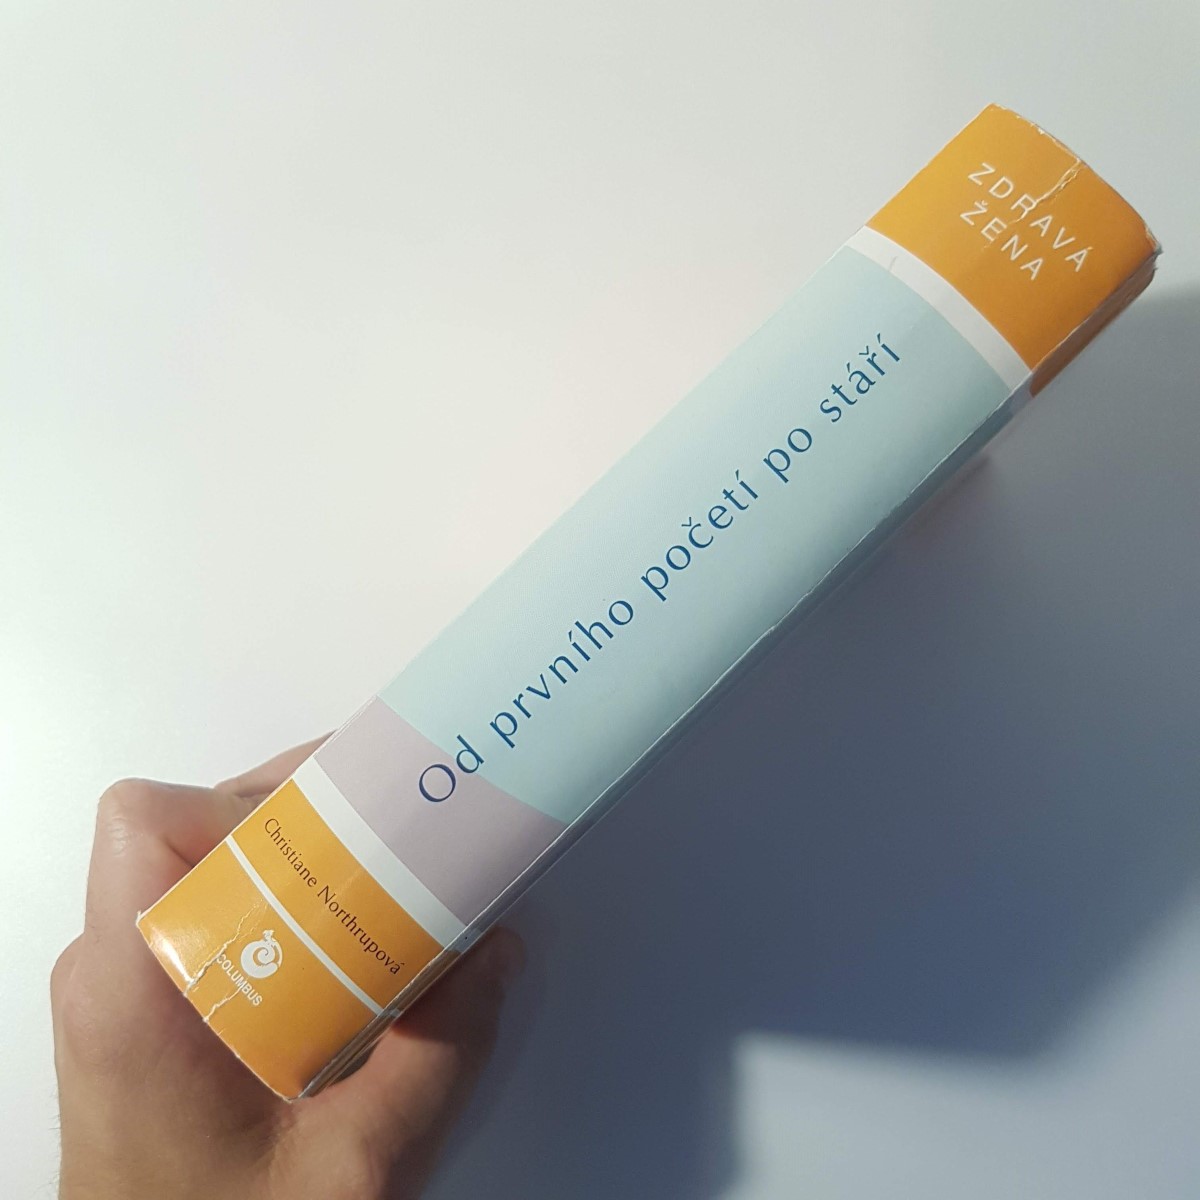 ZDRAVÁ
ŽENA
Od prvního početí po stáří
Christiane Northrupová
COLUMBUS